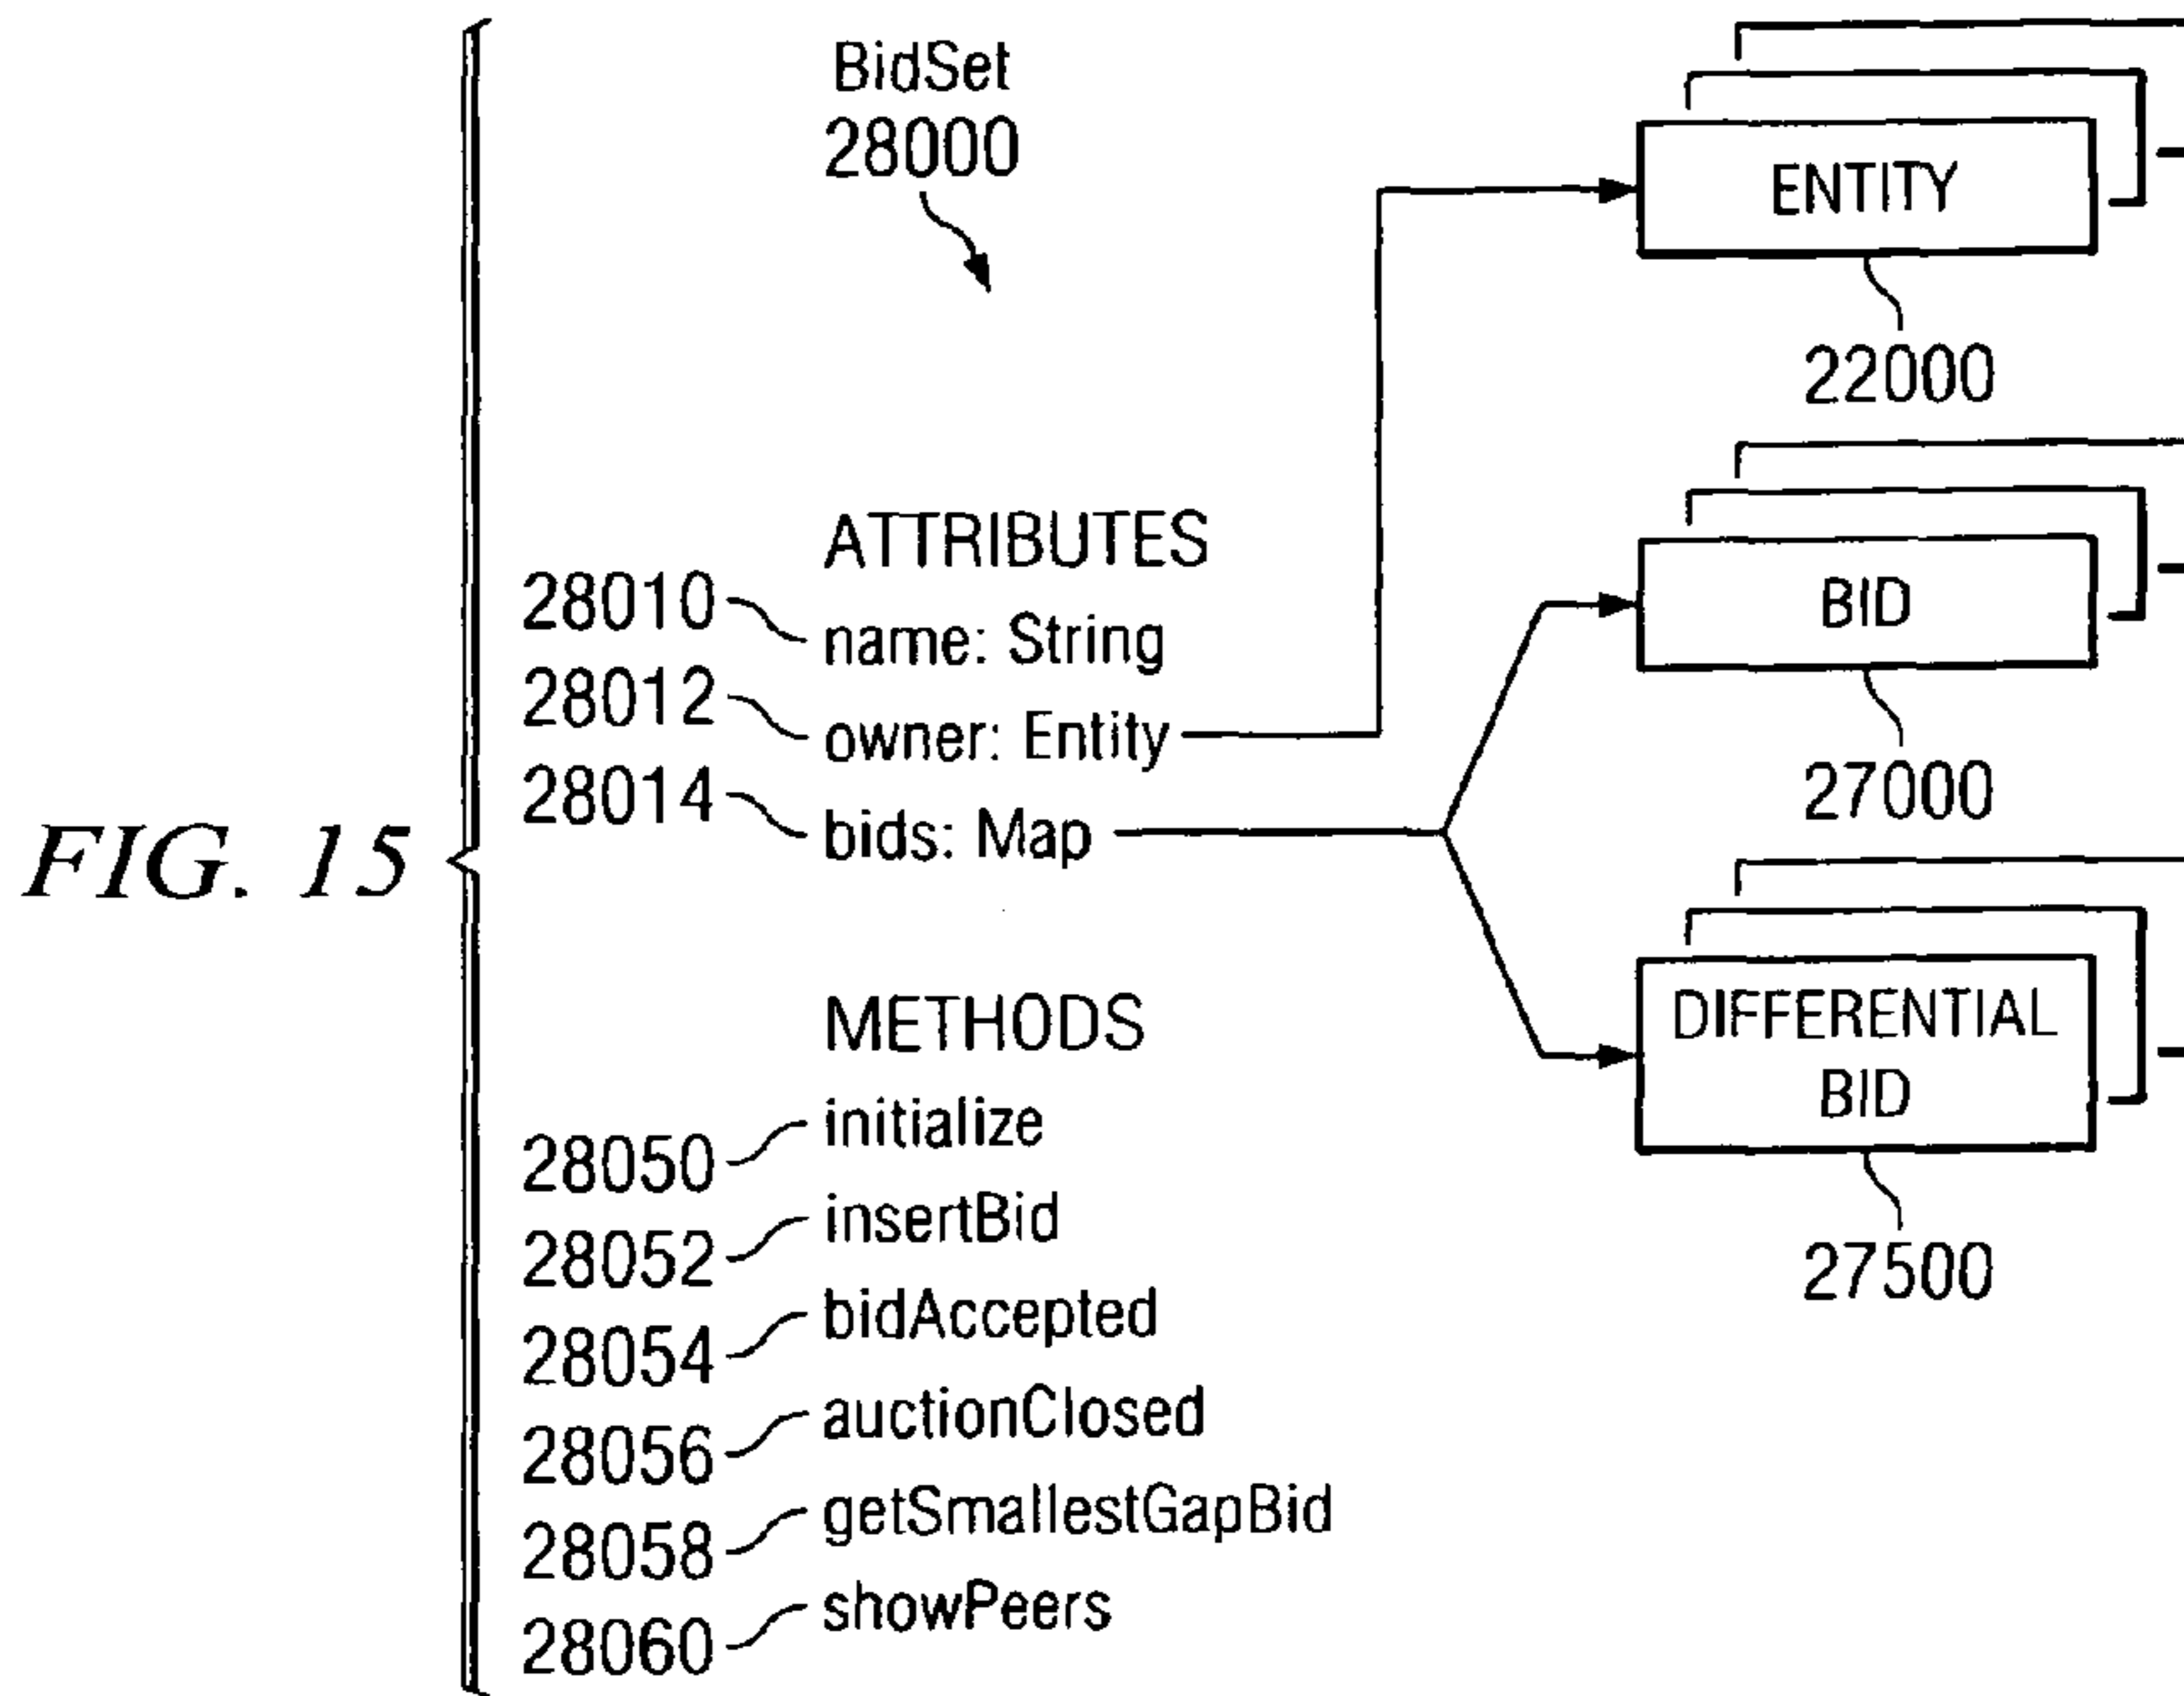 FIG. 15
BidSet
28000
ATTRIBUTES
28010 name: String
28012 owner: Entity
28014 bids: Map
METHODS
28050 initialize
28052 insertBid
28054 bidAccepted
28056 auctionClosed
28058 getSmallestGapBid
28060 showPeers
ENTITY
22000
BID
27000
DIFFERENTIAL
BID
27500